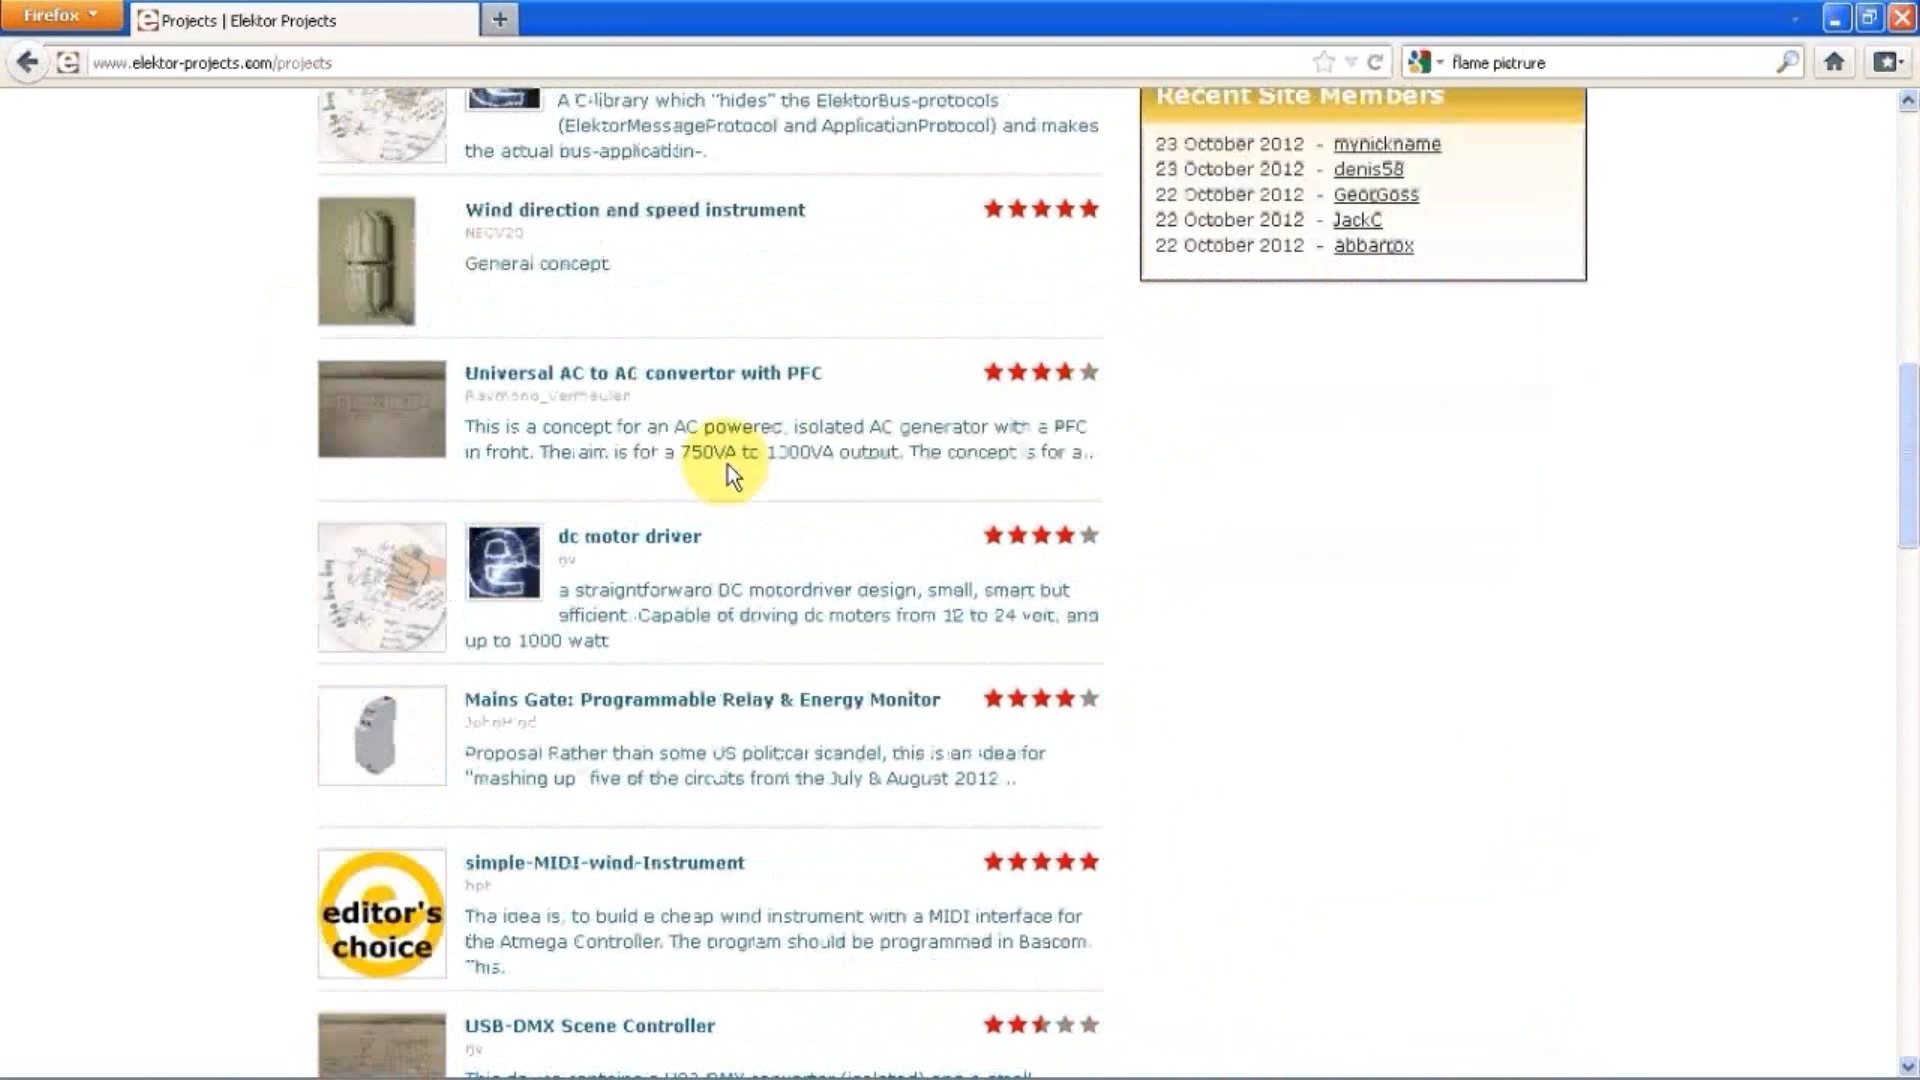 Firefox
Projects | Elektor Projects
www.elektor-projects.com/projects
flame pictrure
A C-library which "hides" the ElektorBus-protocols
(ElektorMessageProtocol and ApplicationProtocol) and makes
the actual bus-application-.
Wind direction and speed instrument
NECV20
General concept
Universal AC to AC convertor with PFC
Raymond_Vermeulen
This is a concept for an AC powered, isolated AC generator with a PFC
in front. The aim is for a 750VA to 1000VA output. The concept is for a..
dc motor driver
a straightforward DC motordriver design, small, smart but
efficient. Capable of driving dc motors from 12 to 24 volt, and
up to 1000 watt
Mains Gate: Programmable Relay & Energy Monitor
JohnHind
Proposal Rather than some US political scandel, this is an idea for
"mashing up" five of the circuits from the July & August 2012 ..
editor's
choice
simple-MIDI-wind-Instrument
The idea is, to build e cheap wind instrument with a MIDI interface for
the Atmega Controller. The program should be programmed in Bascom.
This.
USB-DMX Scene Controller
Recent Site Members
23 October 2012 - mynickname
23 October 2012 - denis58
22 October 2012 - GeorGoss
22 October 2012 - JackC
22 October 2012 - abbarrox